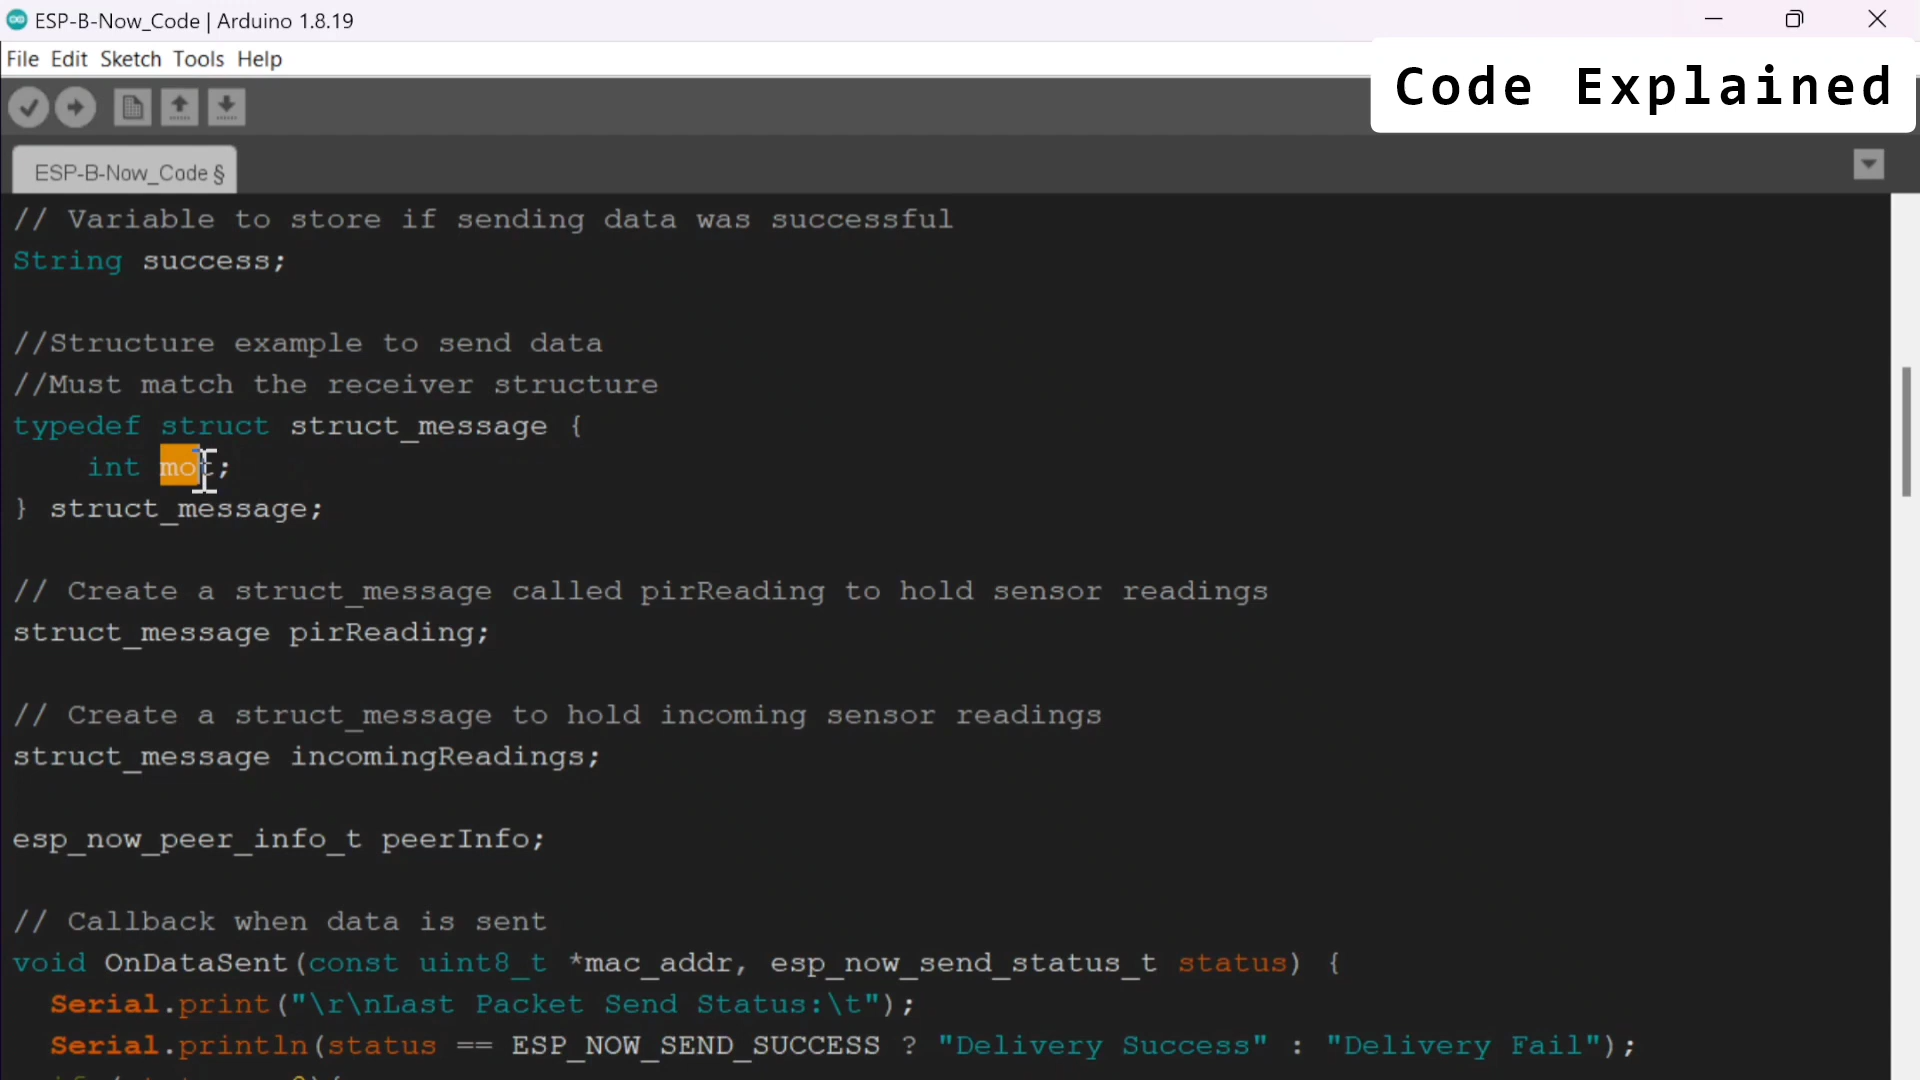 ESP-B-Now_Code | Arduino 1.8.19
File Edit Sketch Tools Help
Code Explained
ESP-B-Now_Code §
// Variable to store if sending data was successful
String success;
//Structure example to send data
//Must match the receiver structure
typedef struct struct_message {
int mot;
} struct_message;
// Create a struct_message called pirReading to hold sensor readings
struct_message pirReading;
// Create a struct_message to hold incoming sensor readings
struct_message incomingReadings;
esp_now_peer_info_t peerInfo;
// Callback when data is sent
void OnDataSent(const uint8_t *mac_addr, esp_now_send_status_t status) {
Serial.print("\r\nLast Packet Send Status:\t");
Serial.println(status == ESP_NOW_SEND_SUCCESS ? "Delivery Success" : "Delivery Fail");